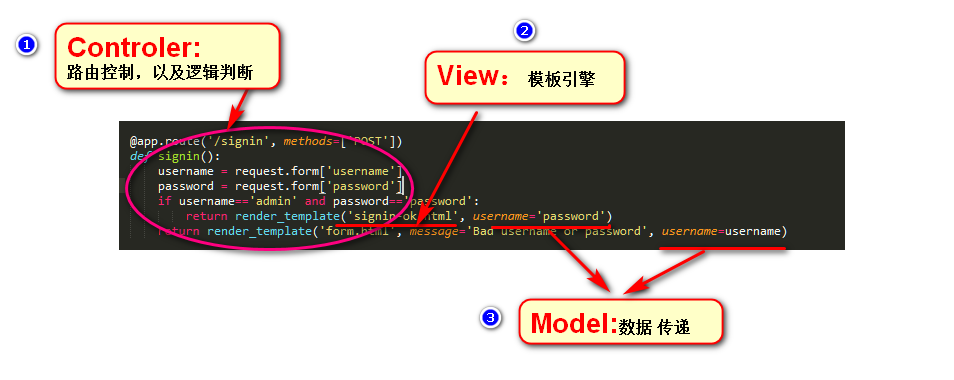 1
Controler:
路由控制，以及逻辑判断
2
View： 模板引擎
@app.route('/signin', methods=['POST'])
def signin():
username = request.form['username']
password = request.form['password']
if username=='admin' and password=='password':
return render_template('signin-ok.html', username='password')
return render_template('form.html', message='Bad username or password', username=username)
3
Model:数据 传递